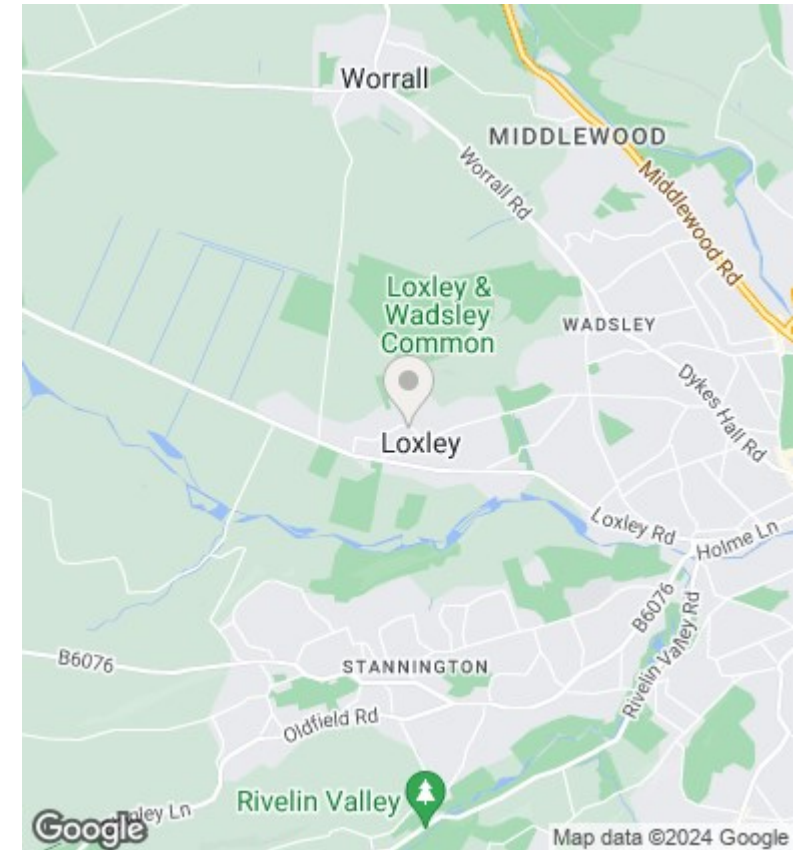 Worrall
MIDDLEWOOD
Worrall Rd
Middlewood Rd
Loxley &
Wadsley
Common
WADSLEY
Dykes Hall Rd
Loxley
Loxley Rd
Holme Ln
B6076
Rivelin Valley Rd
B6076
STANNINGTON
Oldfield Rd
Rivelin Valley
Ln
Google
Map data ©2024 Google